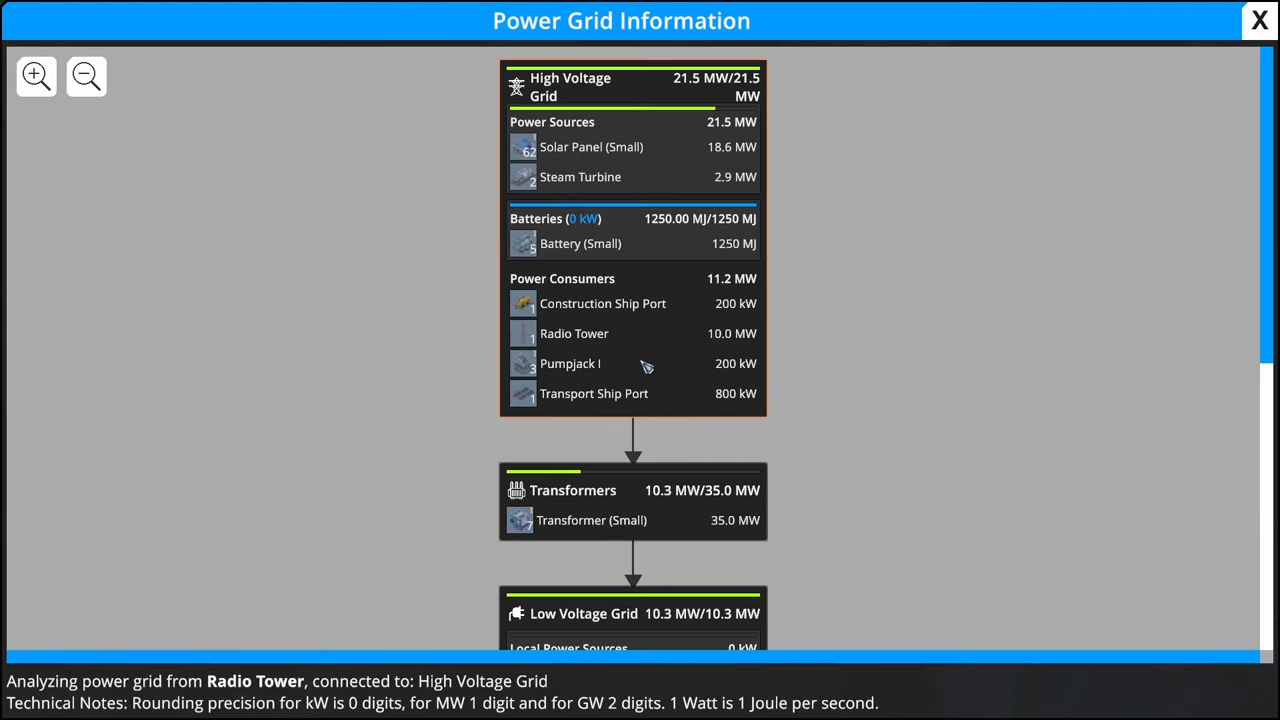 Power Grid Information
X
High Voltage Grid 21.5 MW/21.5 MW
Power Sources 21.5 MW
62 Solar Panel (Small) 18.6 MW
2 Steam Turbine 2.9 MW
Batteries (0 kW) 1250.00 MJ/1250 MJ
5 Battery (Small) 1250 MJ
Power Consumers 11.2 MW
1 Construction Ship Port 200 kW
1 Radio Tower 10.0 MW
3 Pumpjack I 200 kW
1 Transport Ship Port 800 kW
Transformers 10.3 MW/35.0 MW
7 Transformer (Small) 35.0 MW
Low Voltage Grid 10.3 MW/10.3 MW
Local Power Sources 0 kW
Analyzing power grid from Radio Tower, connected to: High Voltage Grid
Technical Notes: Rounding precision for kW is 0 digits, for MW 1 digit and for GW 2 digits. 1 Watt is 1 Joule per second.